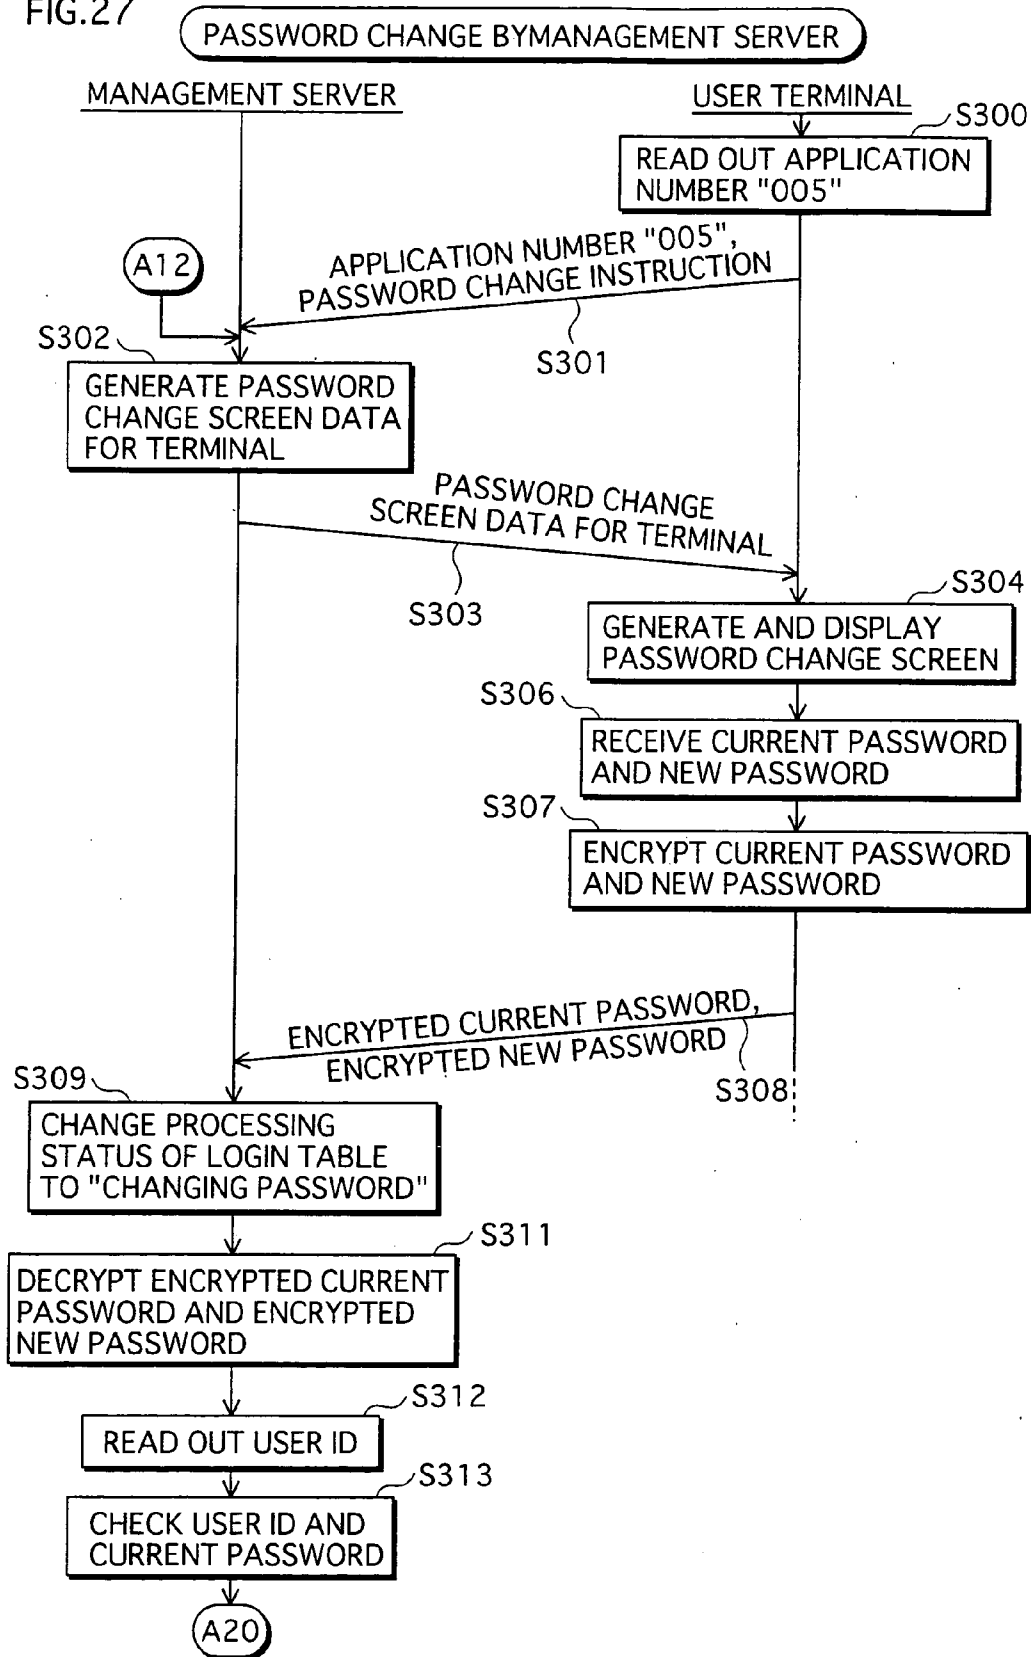 FIG.27
PASSWORD CHANGE BYMANAGEMENT SERVER
MANAGEMENT SERVER
USER TERMINAL
S300
READ OUT APPLICATION
NUMBER "005"
A12
APPLICATION NUMBER "005",
PASSWORD CHANGE INSTRUCTION
S301
S302
GENERATE PASSWORD
CHANGE SCREEN DATA
FOR TERMINAL
PASSWORD CHANGE
SCREEN DATA FOR TERMINAL
S303
S304
GENERATE AND DISPLAY
PASSWORD CHANGE SCREEN
S306
RECEIVE CURRENT PASSWORD
AND NEW PASSWORD
S307
ENCRYPT CURRENT PASSWORD
AND NEW PASSWORD
ENCRYPTED CURRENT PASSWORD,
ENCRYPTED NEW PASSWORD
S308
S309
CHANGE PROCESSING
STATUS OF LOGIN TABLE
TO "CHANGING PASSWORD"
S311
DECRYPT ENCRYPTED CURRENT
PASSWORD AND ENCRYPTED
NEW PASSWORD
S312
READ OUT USER ID
S313
CHECK USER ID AND
CURRENT PASSWORD
A20